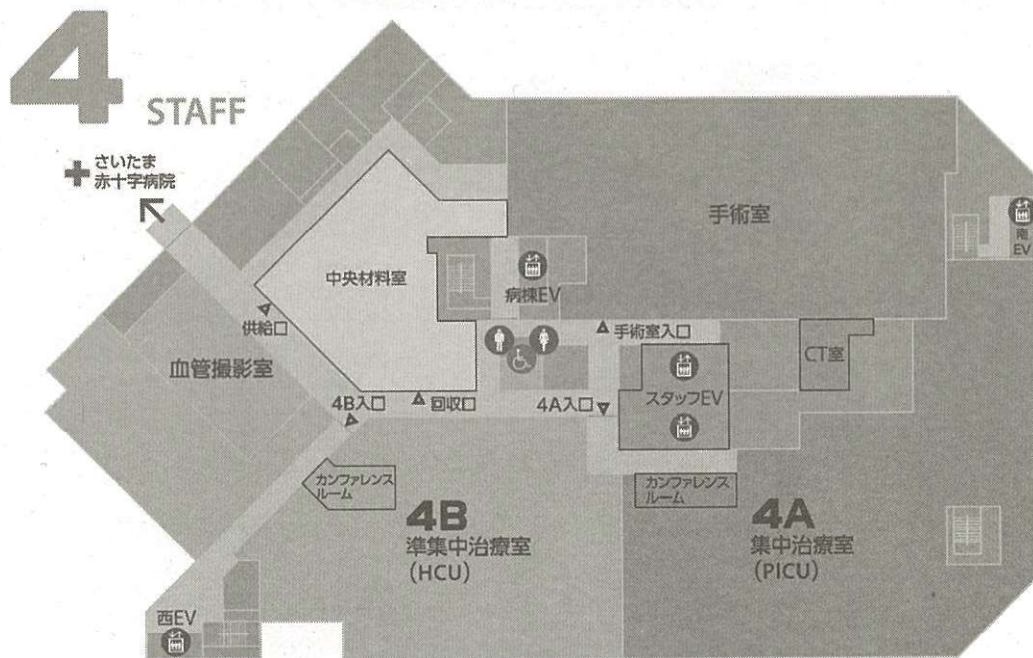 4 STAFF
さいたま
赤十字病院
手術室
南
EV
中央材料室
病棟EV
供給口
手術室入口
CT室
血管撮影室
スタッフEV
4B入口
回収口
4A入口
カンファレンス
ルーム
カンファレンス
ルーム
4B
準集中治療室
(HCU)
4A
集中治療室
(PICU)
西EV